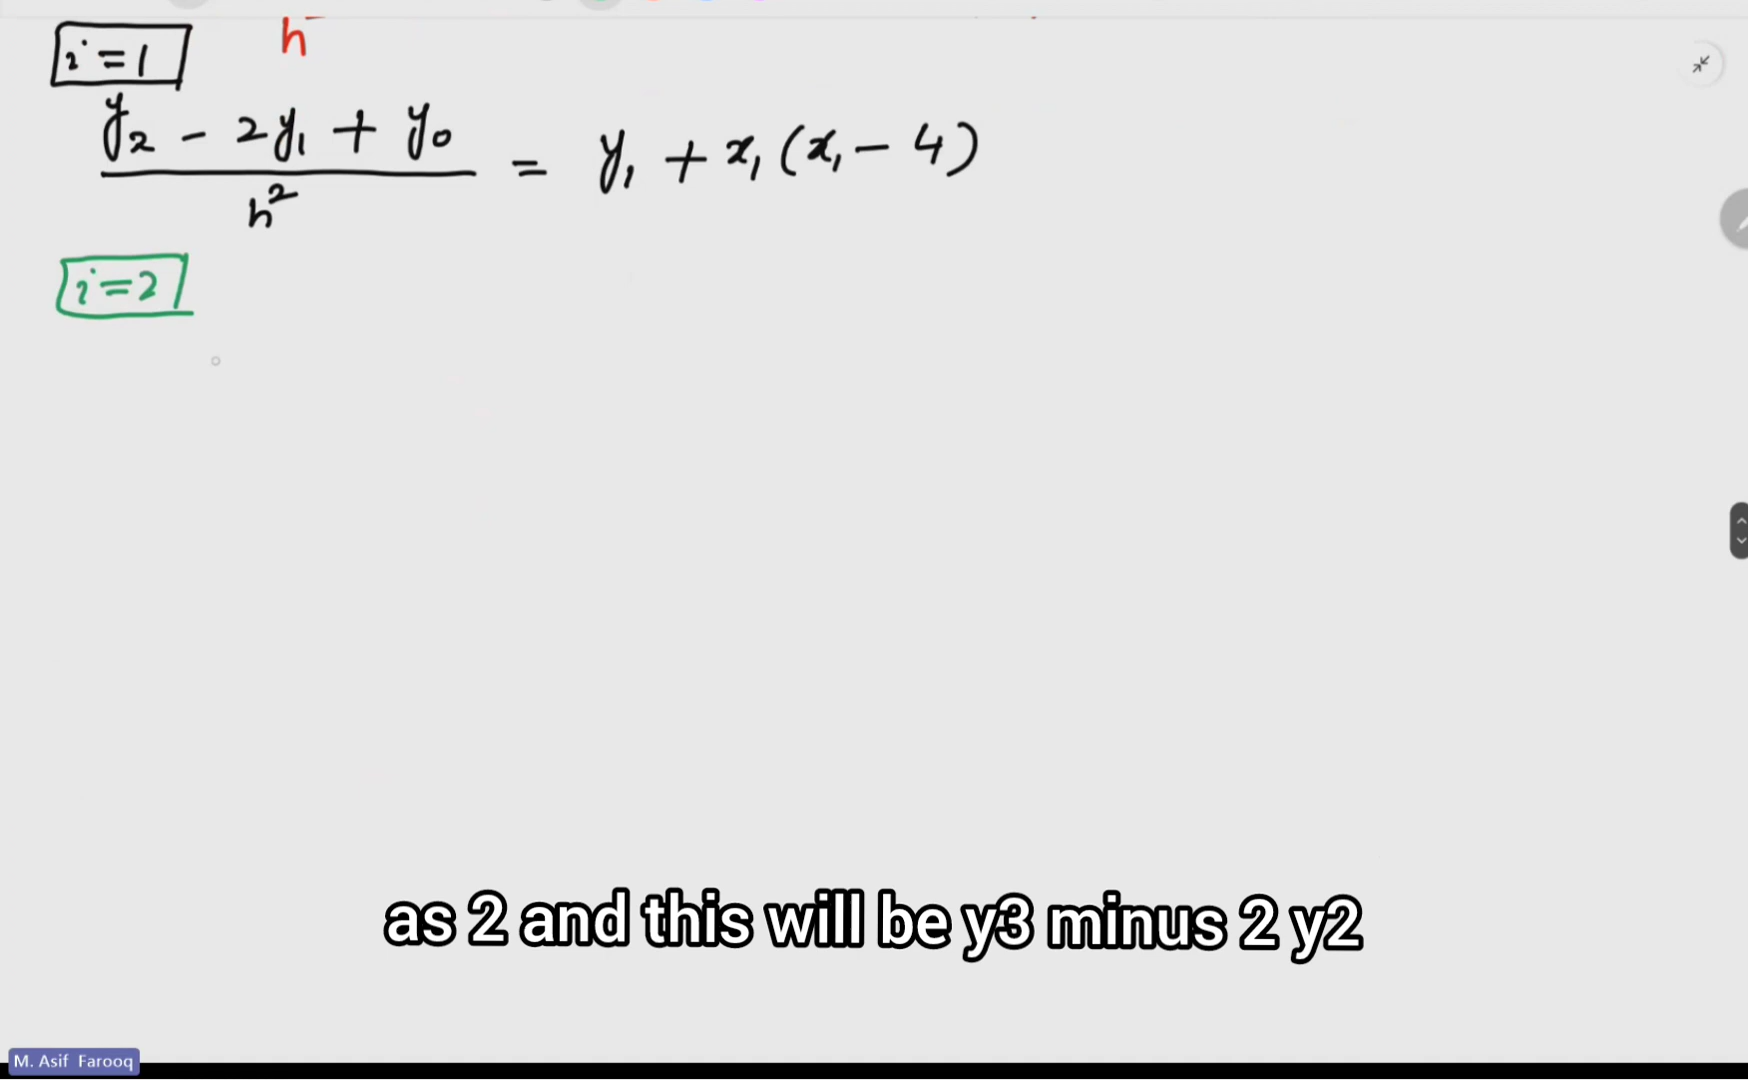 h
i = 1
y₂ - 2y₁ + y₀
――――――――― = y₁ + x₁ (x₁ - 4)
h²
i = 2
as 2 and this will be y3 minus 2 y2
M. Asif Farooq